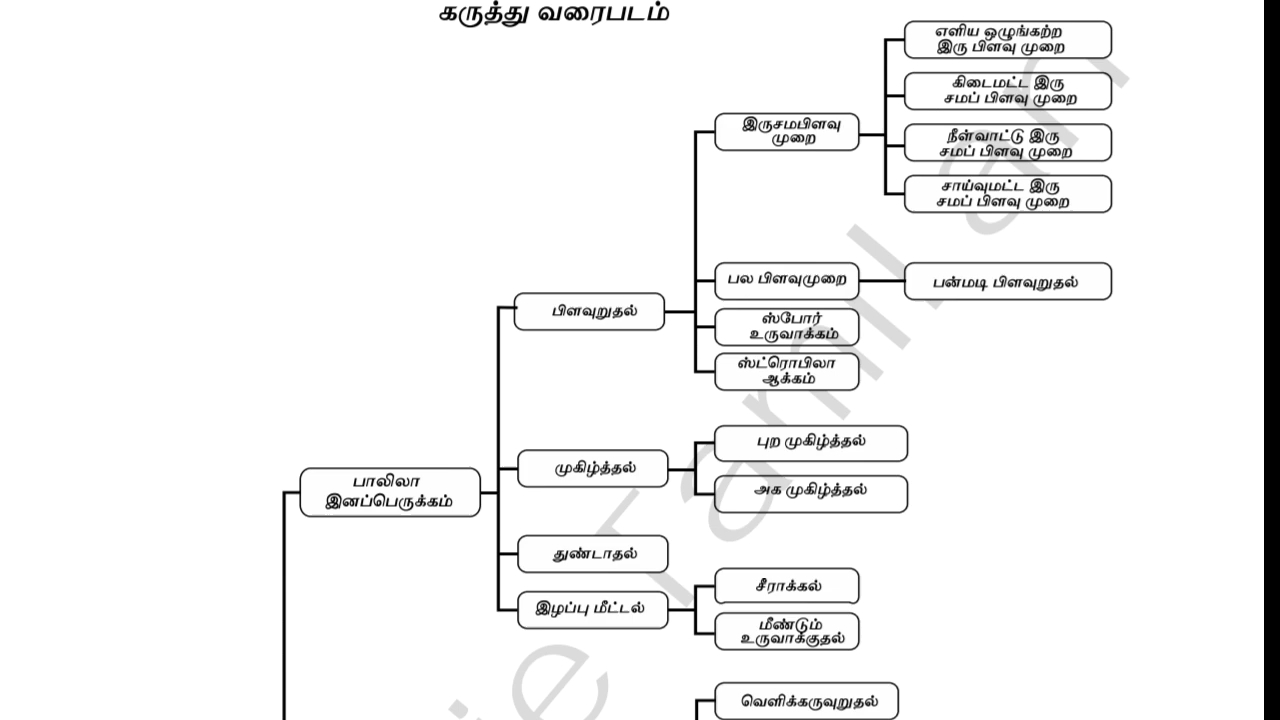 கருத்து வரைபடம்
எளிய ஒழுங்கற்ற
இரு பிளவு முறை
கிடைமட்ட இரு
சமப் பிளவு முறை
இருசமபிளவு
முறை
நீள்வாட்டு இரு
சமப் பிளவு முறை
சாய்வுமட்ட இரு
சமப் பிளவு முறை
பல பிளவுமுறை
பன்மடி பிளவுறுதல்
பிளவுறுதல்
ஸ்போர்
உருவாக்கம்
ஸ்ட்ரொபிலா
ஆக்கம்
புற முகிழ்த்தல்
முகிழ்த்தல்
அக முகிழ்த்தல்
பாலிலா
இனப்பெருக்கம்
துண்டாதல்
சீராக்கல்
இழப்பு மீட்டல்
மீண்டும்
உருவாக்குதல்
வெளிக்கருவுறுதல்